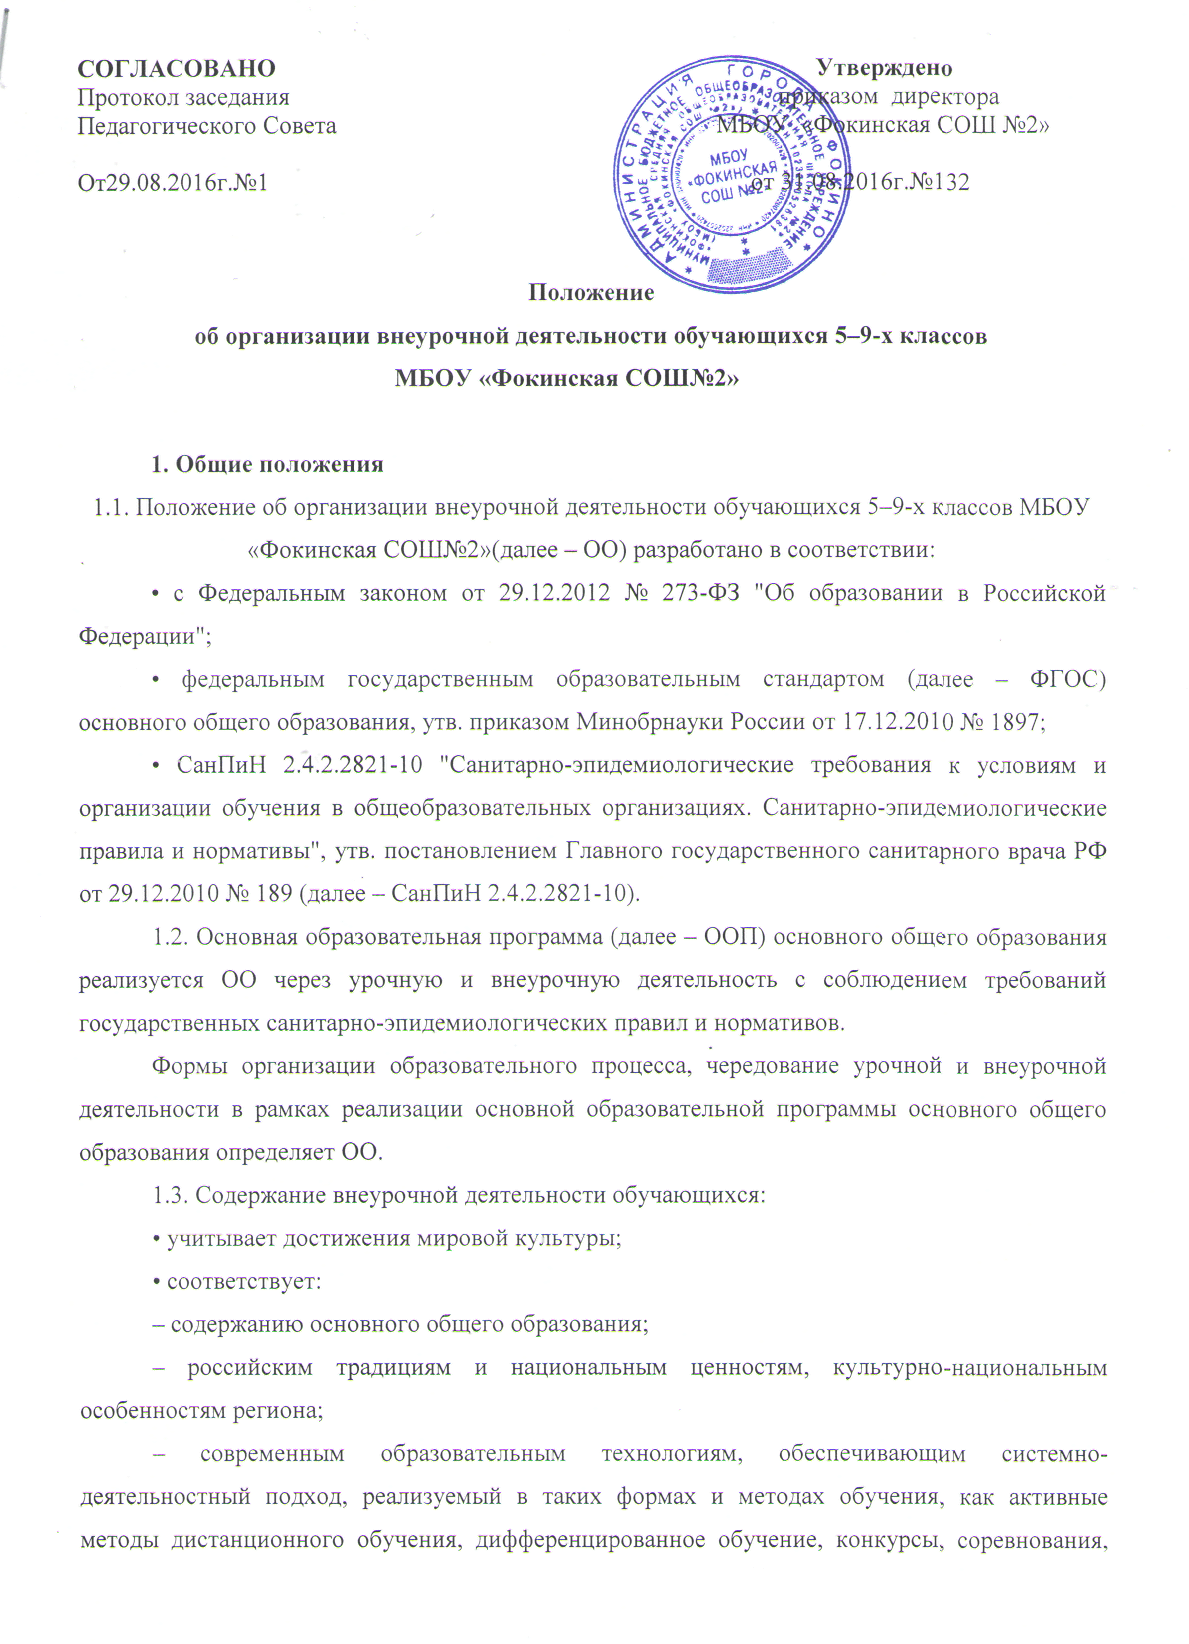 СОГЛАСОВАНО
Протокол заседания
Педагогического Совета
От29.08.2016г.№1
Утверждено
приказом директора
МБОУ «Фокинская СОШ №2»
от 31.08.2016г.№132
АДМИНИСТРАЦИЯ ГОРОДА ФОКИНО
МБОУ
«ФОКИНСКАЯ
СОШ №2»
Положение
об организации внеурочной деятельности обучающихся 5–9-х классов
МБОУ «Фокинская СОШ№2»
1. Общие положения
1.1. Положение об организации внеурочной деятельности обучающихся 5–9-х классов МБОУ
«Фокинская СОШ№2»(далее – ОО) разработано в соответствии:
• с Федеральным законом от 29.12.2012 № 273-ФЗ "Об образовании в Российской
Федерации";
• федеральным государственным образовательным стандартом (далее – ФГОС)
основного общего образования, утв. приказом Минобрнауки России от 17.12.2010 № 1897;
• СанПиН 2.4.2.2821-10 "Санитарно-эпидемиологические требования к условиям и
организации обучения в общеобразовательных организациях. Санитарно-эпидемиологические
правила и нормативы", утв. постановлением Главного государственного санитарного врача РФ
от 29.12.2010 № 189 (далее – СанПиН 2.4.2.2821-10).
1.2. Основная образовательная программа (далее – ООП) основного общего образования
реализуется ОО через урочную и внеурочную деятельность с соблюдением требований
государственных санитарно-эпидемиологических правил и нормативов.
Формы организации образовательного процесса, чередование урочной и внеурочной
деятельности в рамках реализации основной образовательной программы основного общего
образования определяет ОО.
1.3. Содержание внеурочной деятельности обучающихся:
• учитывает достижения мировой культуры;
• соответствует:
– содержанию основного общего образования;
– российским традициям и национальным ценностям, культурно-национальным
особенностям региона;
– современным образовательным технологиям, обеспечивающим системно-
деятельностный подход, реализуемый в таких формах и методах обучения, как активные
методы дистанционного обучения, дифференцированное обучение, конкурсы, соревнования,